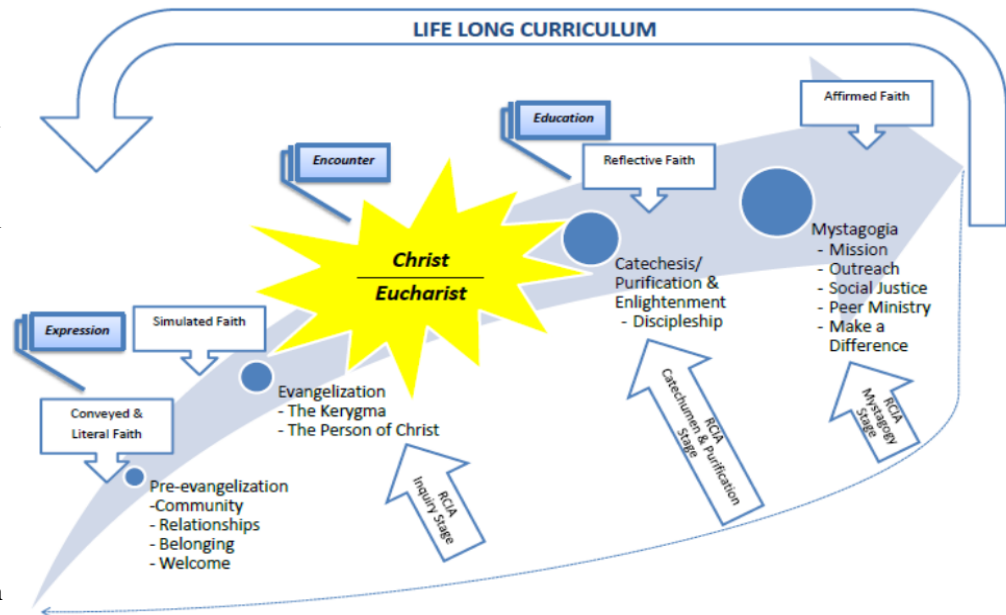 LIFE LONG CURRICULUM
Affirmed Faith
Education
Reflective Faith
Encounter
Christ
Eucharist
Mystagogia
- Mission
- Outreach
- Social Justice
- Peer Ministry
- Make a
Difference
Catechesis/
Purification &
Enlightenment
- Discipleship
Simulated Faith
Expression
Evangelization
- The Kerygma
- The Person of Christ
Conveyed &
Literal Faith
Pre-evangelization
-Community
- Relationships
- Belonging
- Welcome
RCIA
Inquiry Stage
RCIA
Catechumen & Purification
Stage
RCIA
Mystagogy
Stage